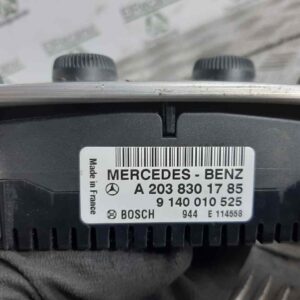 Made in France
MERCEDES - BENZ
A 203 830 17 85
9 140 010 525
BOSCH 944 E 114558